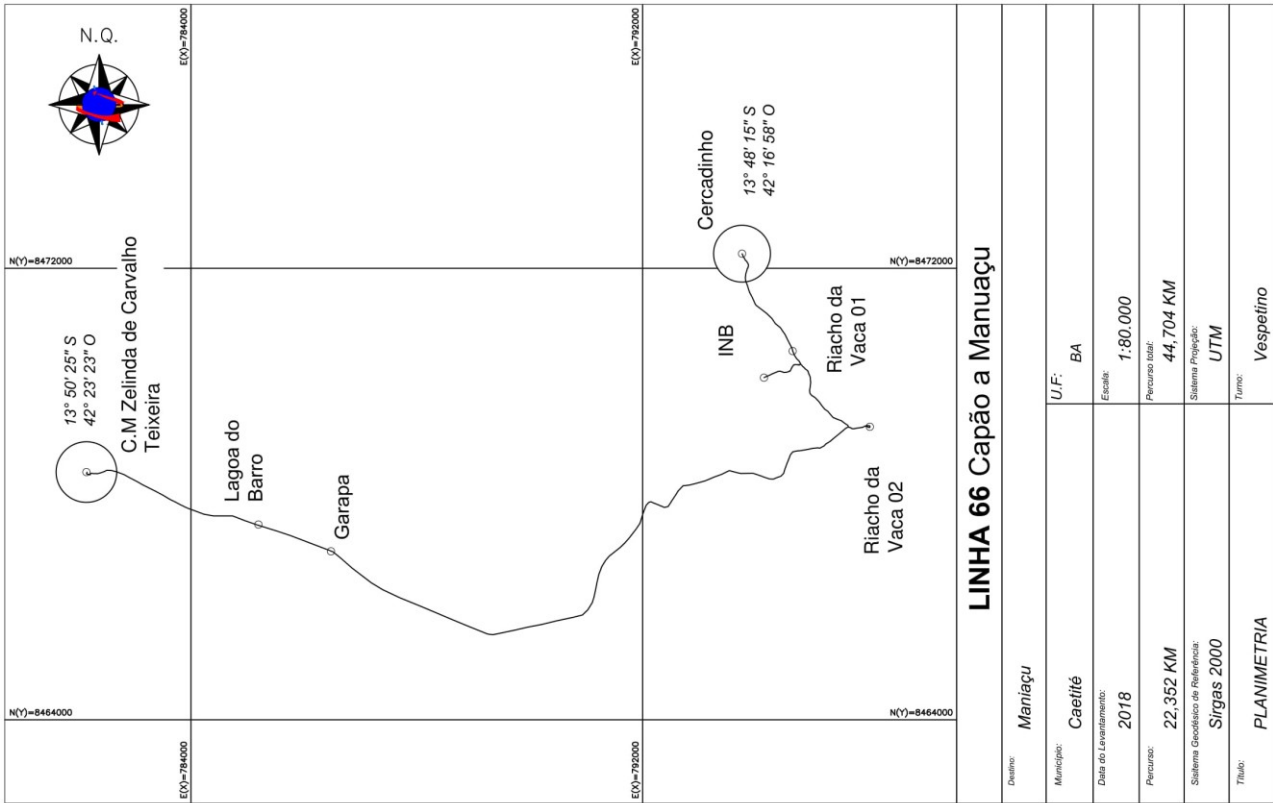 N.Q.
E(X)=784000
E(X)=792000
13° 50' 25" S
42° 23' 23" O
C.M Zelinda de Carvalho
Teixeira
N(Y)=8472000
N(Y)=8472000
Cercadinho
13° 48' 15" S
42° 16' 58" O
Lagoa do
Barro
Garapa
INB
Riacho da
Vaca 01
Riacho da
Vaca 02
N(Y)=8464000
N(Y)=8464000
E(X)=784000
E(X)=792000
LINHA 66 Capão a Manuaçu
Destino:
Maniaçu
Município:
Caetité
U.F:
BA
Data do Levantamento:
2018
Escala:
1:80.000
Percurso:
22,352 KM
Percurso total:
44,704 KM
Sistema Geodésico de Referência:
Sirgas 2000
Sistema Projeção:
UTM
Título:
PLANIMETRIA
Turno:
Vespetino